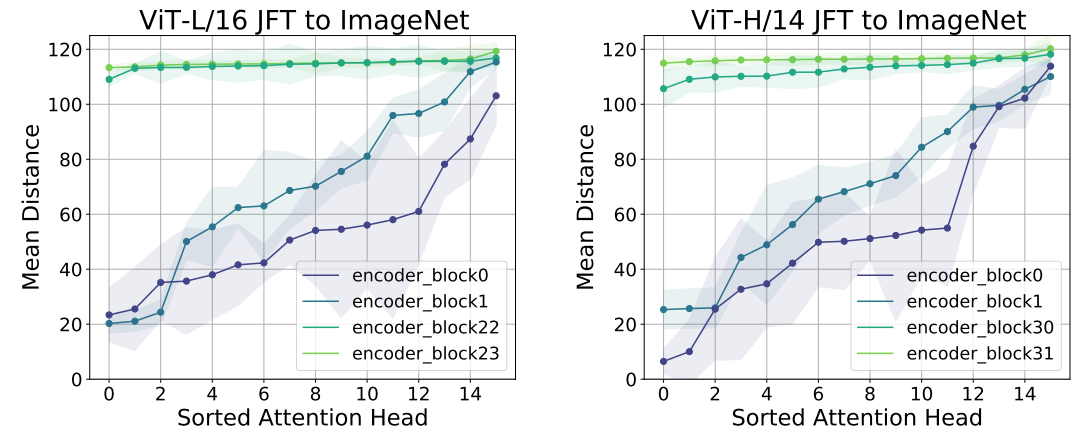 ViT-L/16 JFT to ImageNet
120
100
80
60
40
20
0
Mean Distance
encoder_block0
encoder_block1
encoder_block22
encoder_block23
0 2 4 6 8 10 12 14
Sorted Attention Head
ViT-H/14 JFT to ImageNet
120
100
80
60
40
20
0
Mean Distance
encoder_block0
encoder_block1
encoder_block30
encoder_block31
0 2 4 6 8 10 12 14
Sorted Attention Head